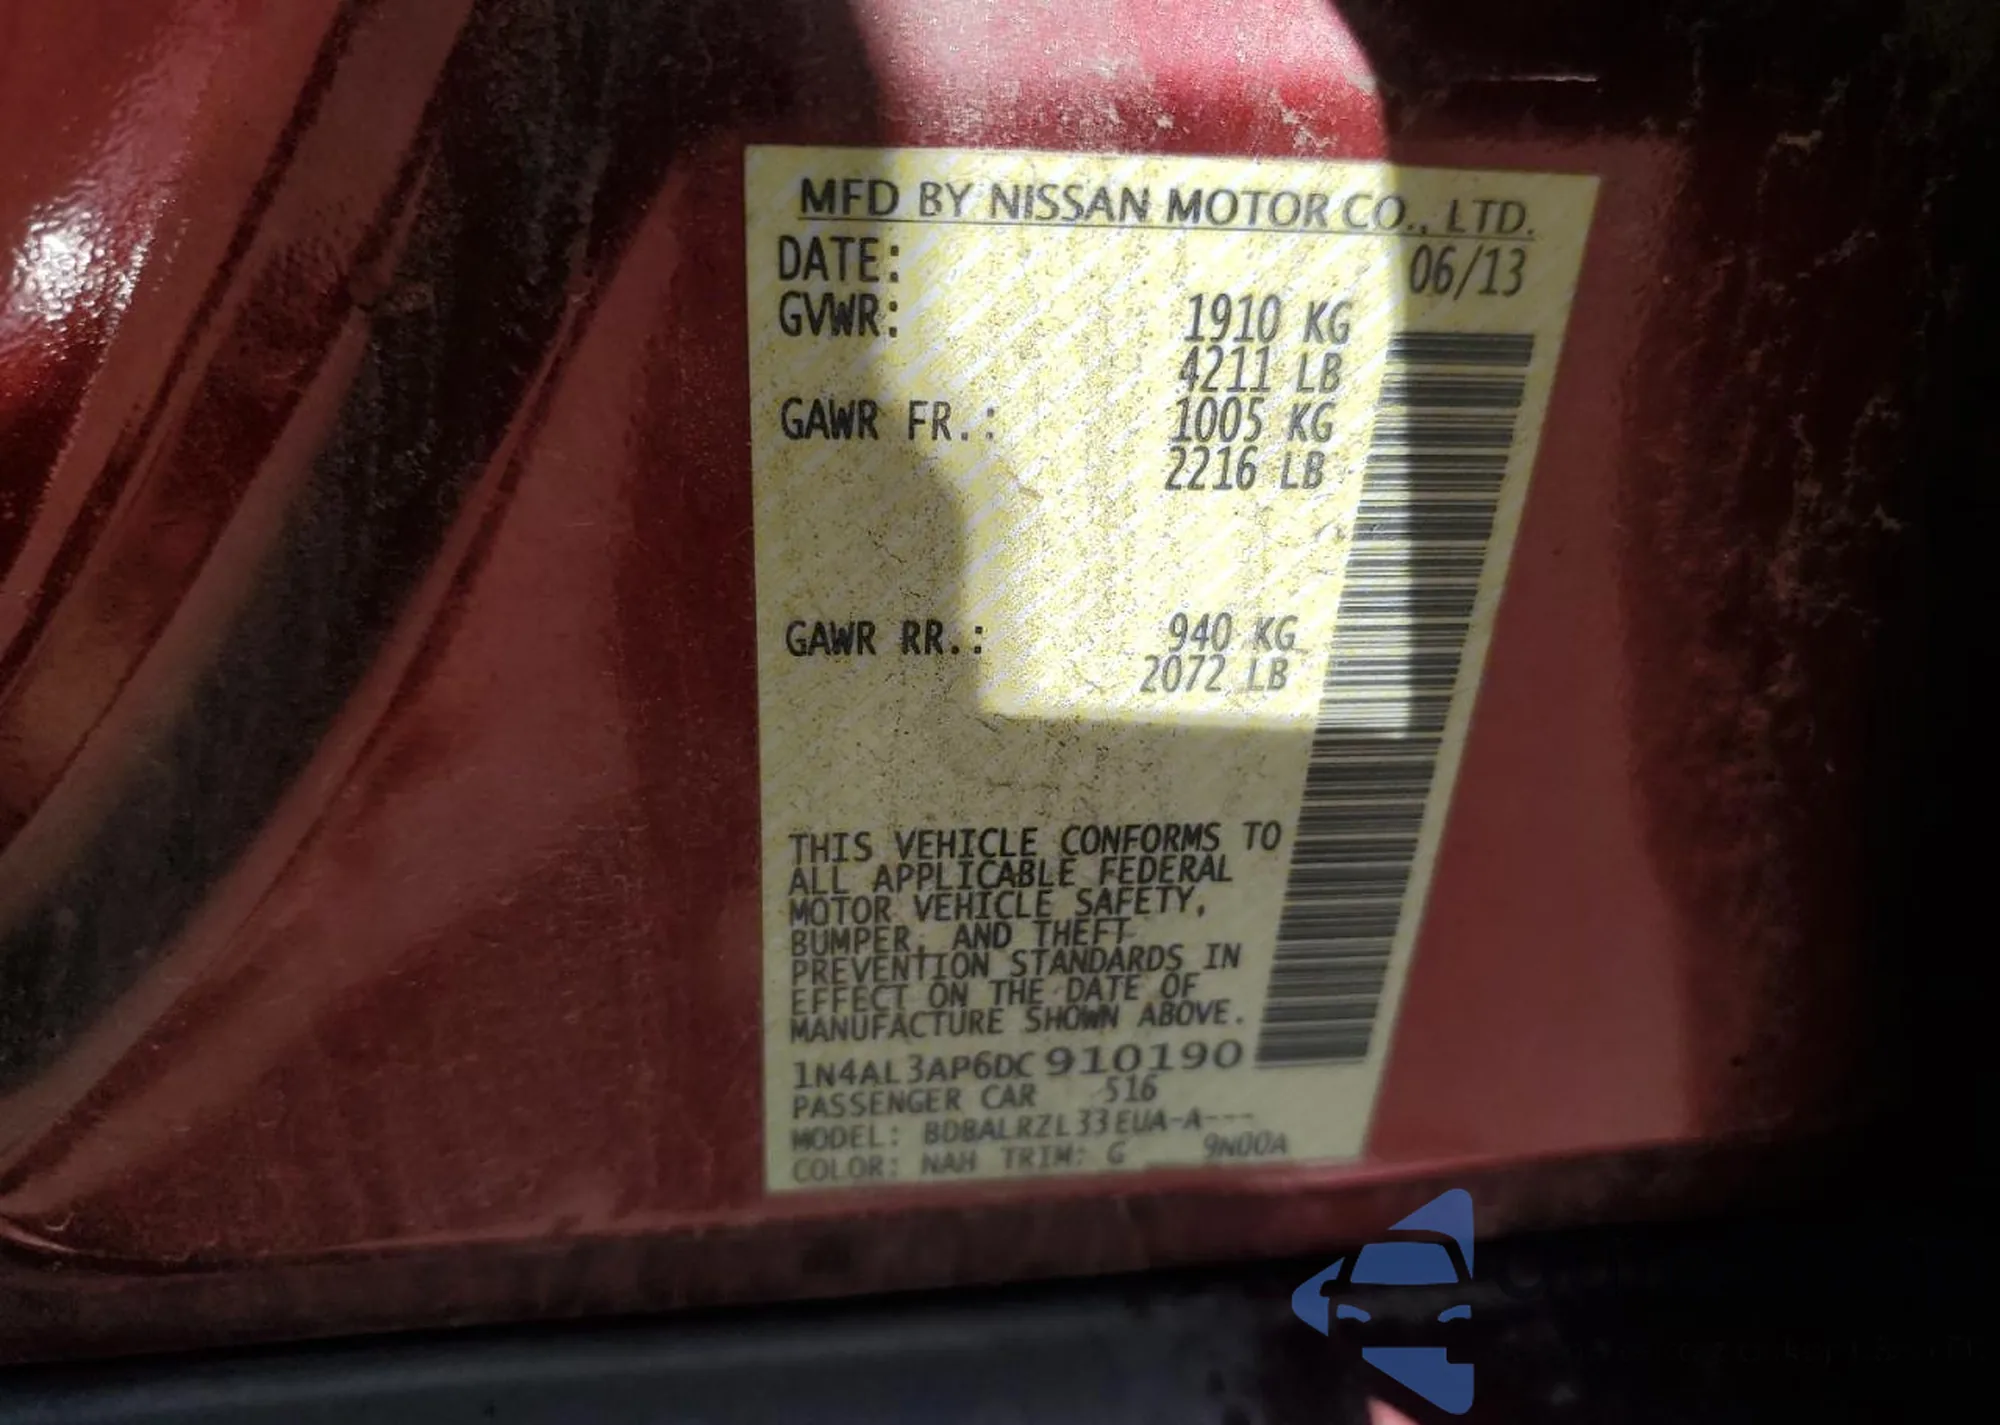 MFD BY NISSAN MOTOR CO., LTD.
DATE: 06/13
GVWR: 1910 KG
4211 LB
GAWR FR.: 1005 KG
2216 LB
GAWR RR.: 940 KG
2072 LB
THIS VEHICLE CONFORMS TO
ALL APPLICABLE FEDERAL
MOTOR VEHICLE SAFETY,
BUMPER, AND THEFT
PREVENTION STANDARDS IN
EFFECT ON THE DATE OF
MANUFACTURE SHOWN ABOVE.
1N4AL3AP6DC910190
PASSENGER CAR 516
MODEL: BDBALRZL33EUA-A---
COLOR: NAH TRIM: G 9N00A